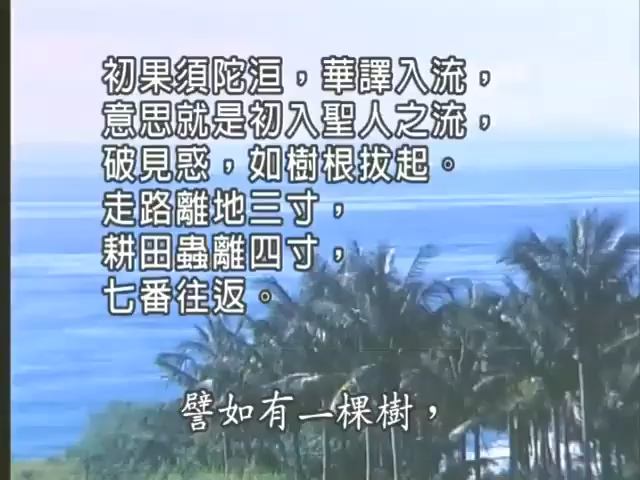 初果須陀洹，華譯入流，
意思就是初入聖人之流，
破見惑，如樹根拔起。
走路離地三寸，
耕田蟲離四寸，
七番往返。
譬如有一棵樹，